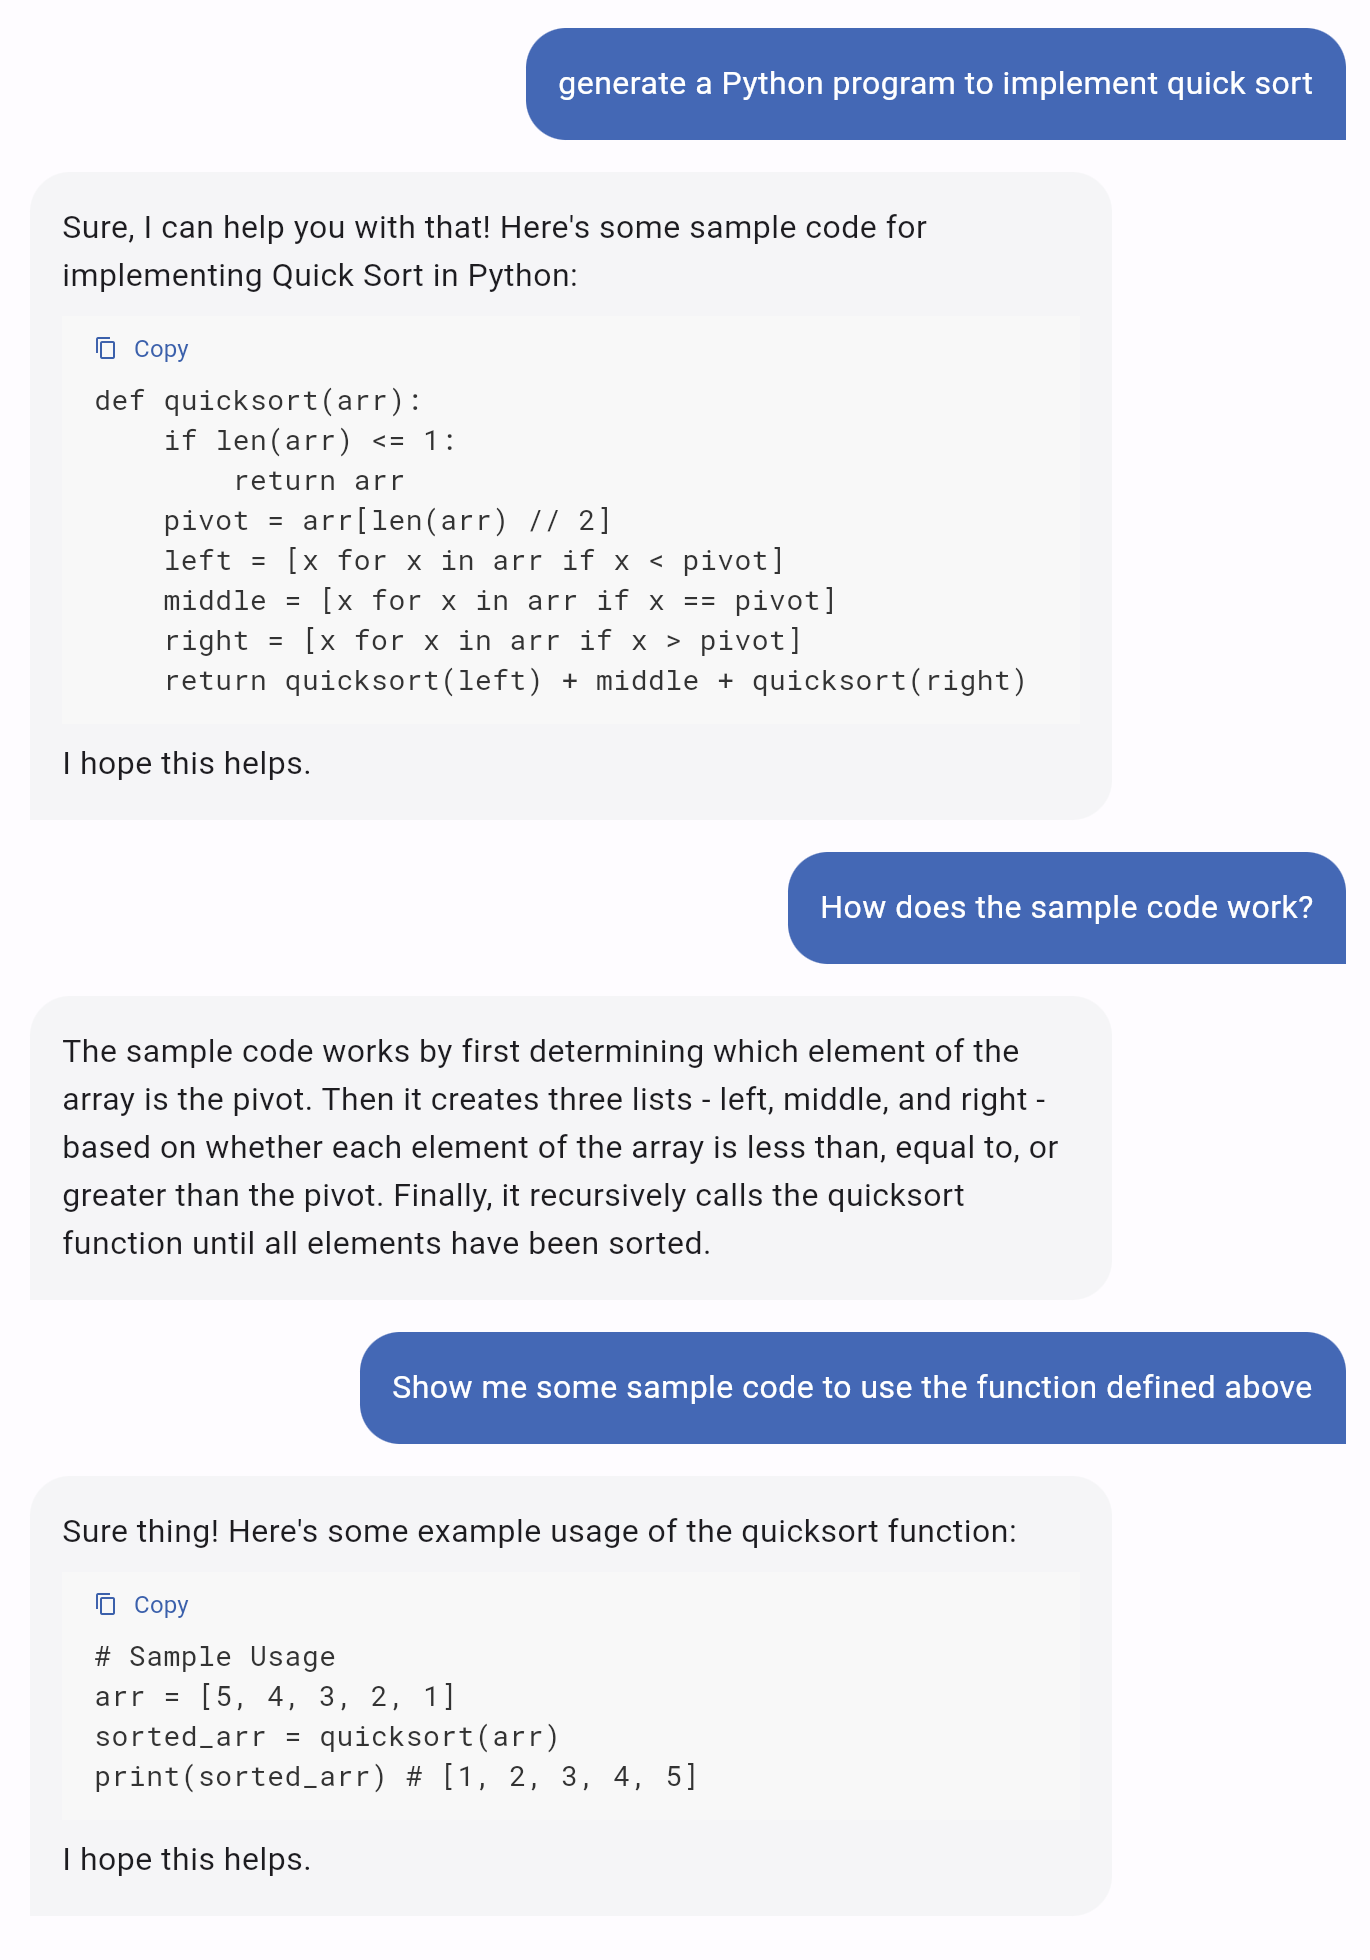 generate a Python program to implement quick sort
Sure, I can help you with that! Here's some sample code for
implementing Quick Sort in Python:
Copy
def quicksort(arr):
    if len(arr) <= 1:
        return arr
    pivot = arr[len(arr) // 2]
    left = [x for x in arr if x < pivot]
    middle = [x for x in arr if x == pivot]
    right = [x for x in arr if x > pivot]
    return quicksort(left) + middle + quicksort(right)
I hope this helps.
How does the sample code work?
The sample code works by first determining which element of the
array is the pivot. Then it creates three lists - left, middle, and right -
based on whether each element of the array is less than, equal to, or
greater than the pivot. Finally, it recursively calls the quicksort
function until all elements have been sorted.
Show me some sample code to use the function defined above
Sure thing! Here's some example usage of the quicksort function:
Copy
# Sample Usage
arr = [5, 4, 3, 2, 1]
sorted_arr = quicksort(arr)
print(sorted_arr) # [1, 2, 3, 4, 5]
I hope this helps.